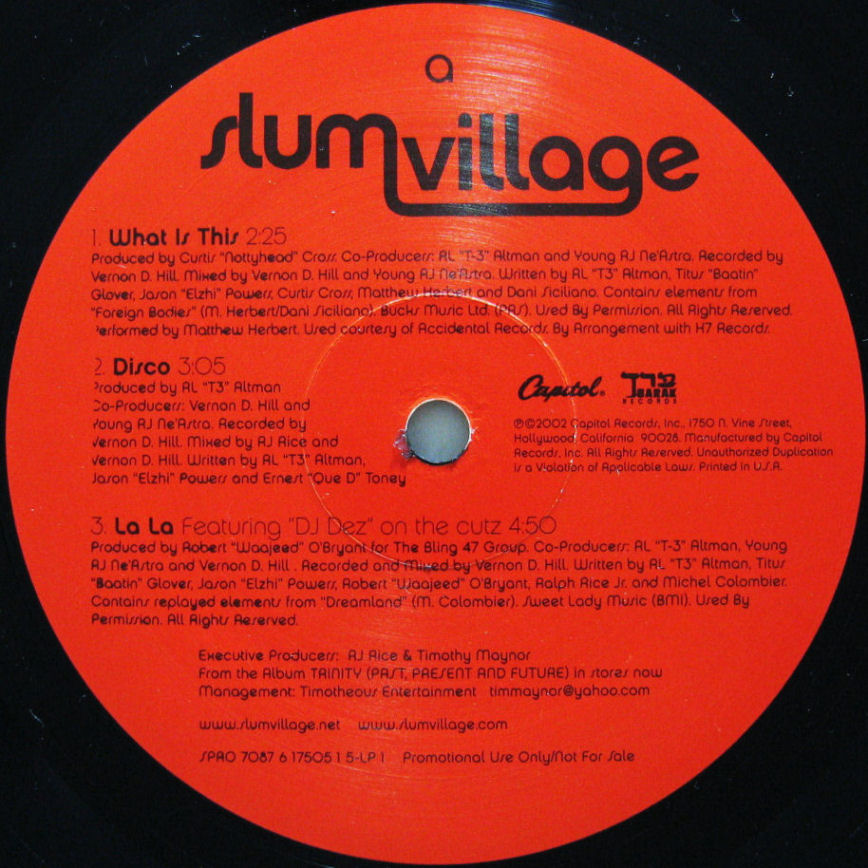 a
slum village
1. What Is This 2:25
Produced by Curtis "Nottyhead" Cross. Co-Producers: RL "T-3" Altman and Young RJ Ne'Astra. Recorded by
Vernon D. Hill. Mixed by Vernon D. Hill and Young RJ Ne'Astra. Written by RL "T3" Altman, Titus "Baatin"
Glover, Jason "Elzhi" Powers, Curtis Cross, Matthew Herbert and Dani Siciliano. Contains elements from
"Foreign Bodies" (M. Herbert/Dani Siciliano). Bucks Music Ltd. (PRS). Used By Permission. All Rights Reserved.
Performed by Matthew Herbert. Used courtesy of Accidental Records. By Arrangement with K7 Records.
2. Disco 3:05
Produced by RL "T3" Altman
Co-Producers: Vernon D. Hill and
Young RJ Ne'Astra. Recorded by
Vernon D. Hill. Mixed by RJ Rice and
Vernon D. Hill. Written by RL "T3" Altman,
Jason "Elzhi" Powers and Ernest "Que D" Toney
Capitol® BARAK
RECORDS
℗©2002 Capitol Records, Inc., 1750 N. Vine Street,
Hollywood, California 90028. Manufactured by Capitol
Records, Inc. All Rights Reserved. Unauthorized Duplication
Is a Violation of Applicable Laws. Printed in U.S.A.
3. La La Featuring "DJ Dez" on the cutz 4:50
Produced by Robert "Waajeed" O'Bryant for The Bling 47 Group. Co-Producers: RL "T-3" Altman, Young
RJ Ne'Astra and Vernon D. Hill . Recorded and Mixed by Vernon D. Hill. Written by RL "T3" Altman, Titus
"Baatin" Glover, Jason "Elzhi" Powers, Robert "Waajeed" O'Bryant, Ralph Rice Jr. and Michel Colombier.
Contains replayed elements from "Dreamland" (M. Colombier). Sweet Lady Music (BMI). Used By
Permission. All Rights Reserved.
Executive Producers: RJ Rice & Timothy Maynor
From the Album TRINITY (PAST, PRESENT AND FUTURE) in stores now
Management: Timotheous Entertainment timmaynor@yahoo.com
www.slumvillage.net www.slumvillage.com
SPRO 7087 6 17505 1 5-LP 1 Promotional Use Only/Not For Sale